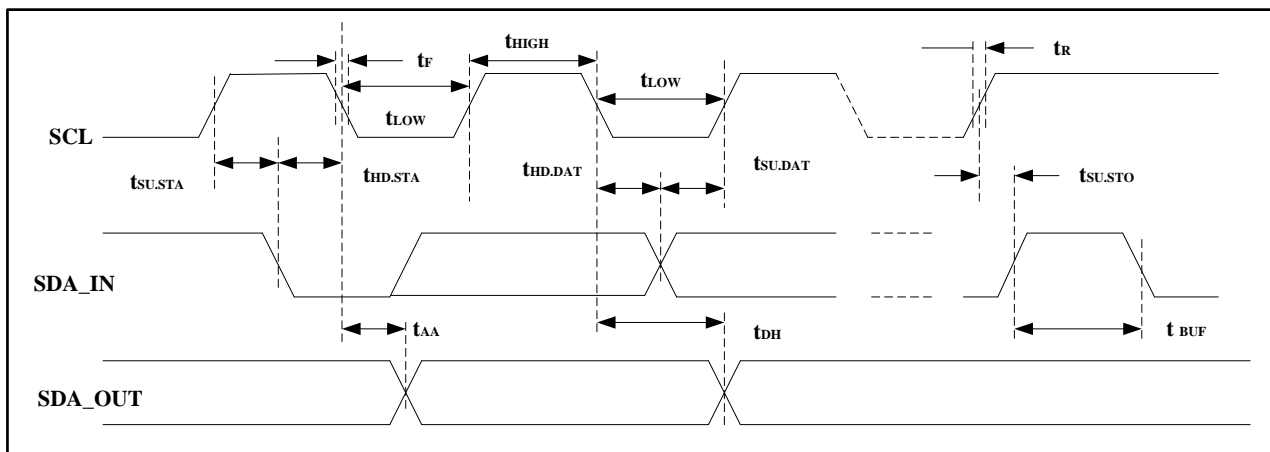 tHIGH
tF
tR
tLOW
tLOW
SCL
tSU.STA
tHD.STA
tHD.DAT
tSU.DAT
tSU.STO
SDA_IN
tAA
tDH
t BUF
SDA_OUT